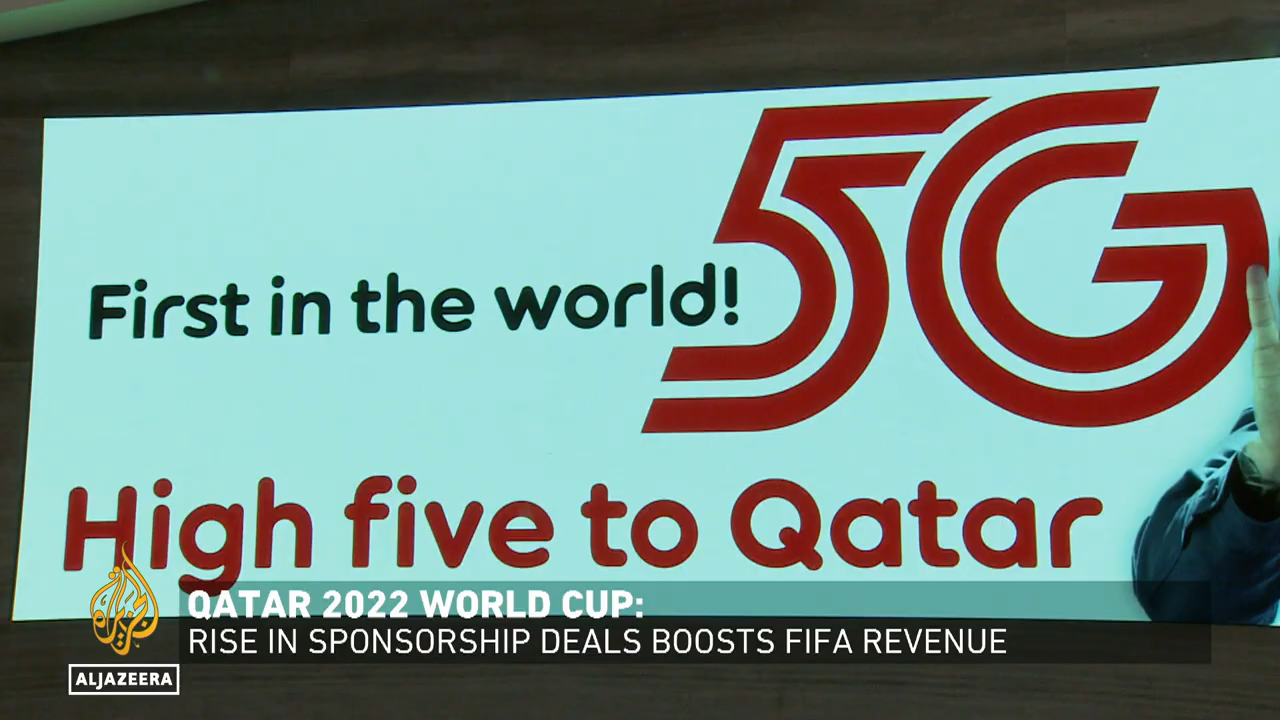 5G
First in the world!
High five to Qatar
QATAR 2022 WORLD CUP:
RISE IN SPONSORSHIP DEALS BOOSTS FIFA REVENUE
الجزيرة
ALJAZEERA